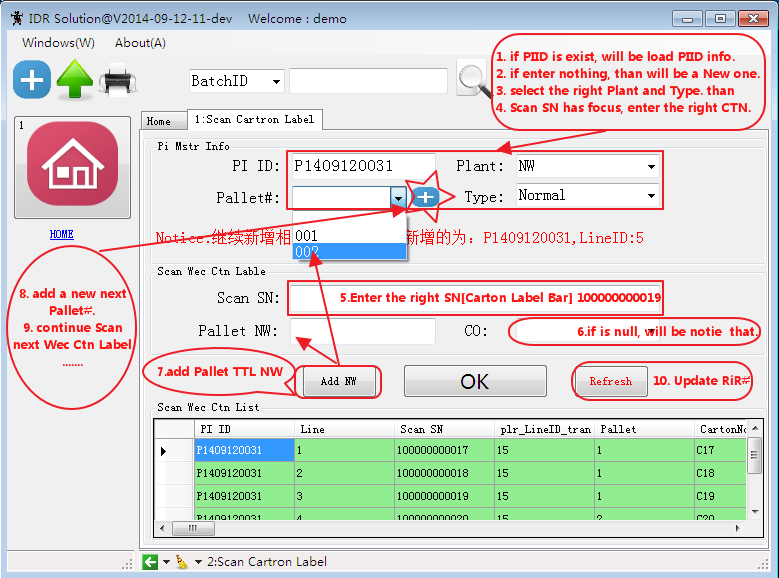 IDR Solution@V2014-09-12-11-dev Welcome : demo
Windows(W) About(A)
BatchID
1. if PIID is exist, will be load PIID info.
2. if enter nothing, than will be a New one.
3. select the right Plant and Type. than
4. Scan SN has focus, enter the right CTN.
1
HOME
Home 1:Scan Cartron Label
Pi Mstr Info
PI ID: P1409120031 Plant: NW
Pallet#: Type: Normal
001
002
Notice:继续新增相 新增的为: P1409120031,LineID:5
8. add a new next
Pallet#.
9. continue Scan
next Wec Ctn Label
.......
Scan Wec Ctn Lable
Scan SN: 5.Enter the right SN[Carton Label Bar] 100000000019
Pallet NW: CO: 6.if is null, will be notie that.
7.add Pallet TTL NW
Add NW OK Refresh 10. Update RiR#
Scan Wec Ctn List
PI ID Line Scan SN plr_LineID_tran Pallet CartonNo
P1409120031 1 100000000017 15 1 C17
P1409120031 2 100000000018 15 1 C18
P1409120031 3 100000000019 15 1 C19
P1409120031 4 100000000020 15 2 C20
2:Scan Cartron Label